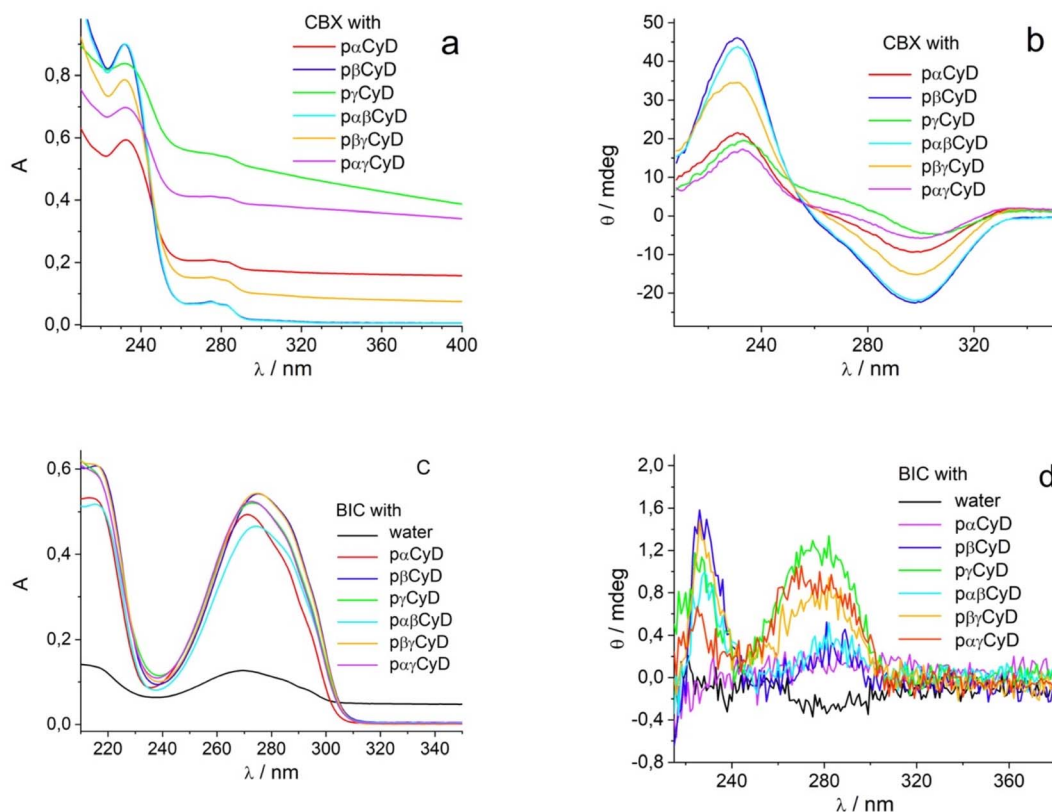 a
CBX with
pαCyD
pβCyD
pγCyD
pαβCyD
pβγCyD
pαγCyD
0,8
0,6
0,4
0,2
0,0
A
240 280 320 360 400
λ / nm
b
CBX with
pαCyD
pβCyD
pγCyD
pαβCyD
pβγCyD
pαγCyD
50
40
30
20
10
0
-10
-20
θ / mdeg
240 280 320
λ / nm
c
BIC with
water
pαCyD
pβCyD
pγCyD
pαβCyD
pβγCyD
pαγCyD
0,6
0,4
0,2
0,0
A
220 240 260 280 300 320 340
λ / nm
d
BIC with
water
pαCyD
pβCyD
pγCyD
pαβCyD
pβγCyD
pαγCyD
2,0
1,6
1,2
0,8
0,4
0,0
-0,4
-0,8
θ / mdeg
240 280 320 360
λ / nm